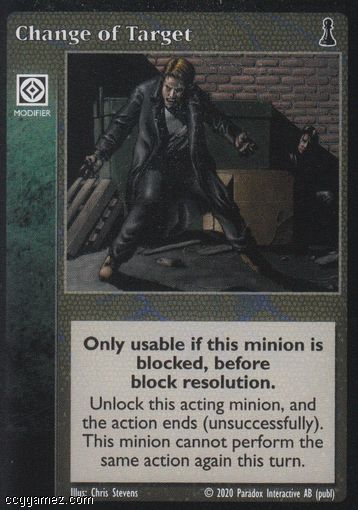 Change of Target
MODIFIER
Only usable if this minion is
blocked, before
block resolution.
Unlock this acting minion, and
the action ends (unsuccessfully).
This minion cannot perform the
same action again this turn.
Illus: Chris Stevens © 2020 Paradox Interactive AB (publ)
ccggamez.com